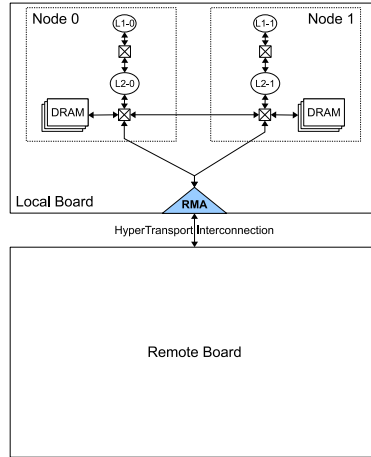 Node 0
Node 1
L1-0
L1-1
L2-0
L2-1
DRAM
DRAM
Local Board
RMA
HyperTransport Interconnection
Remote Board